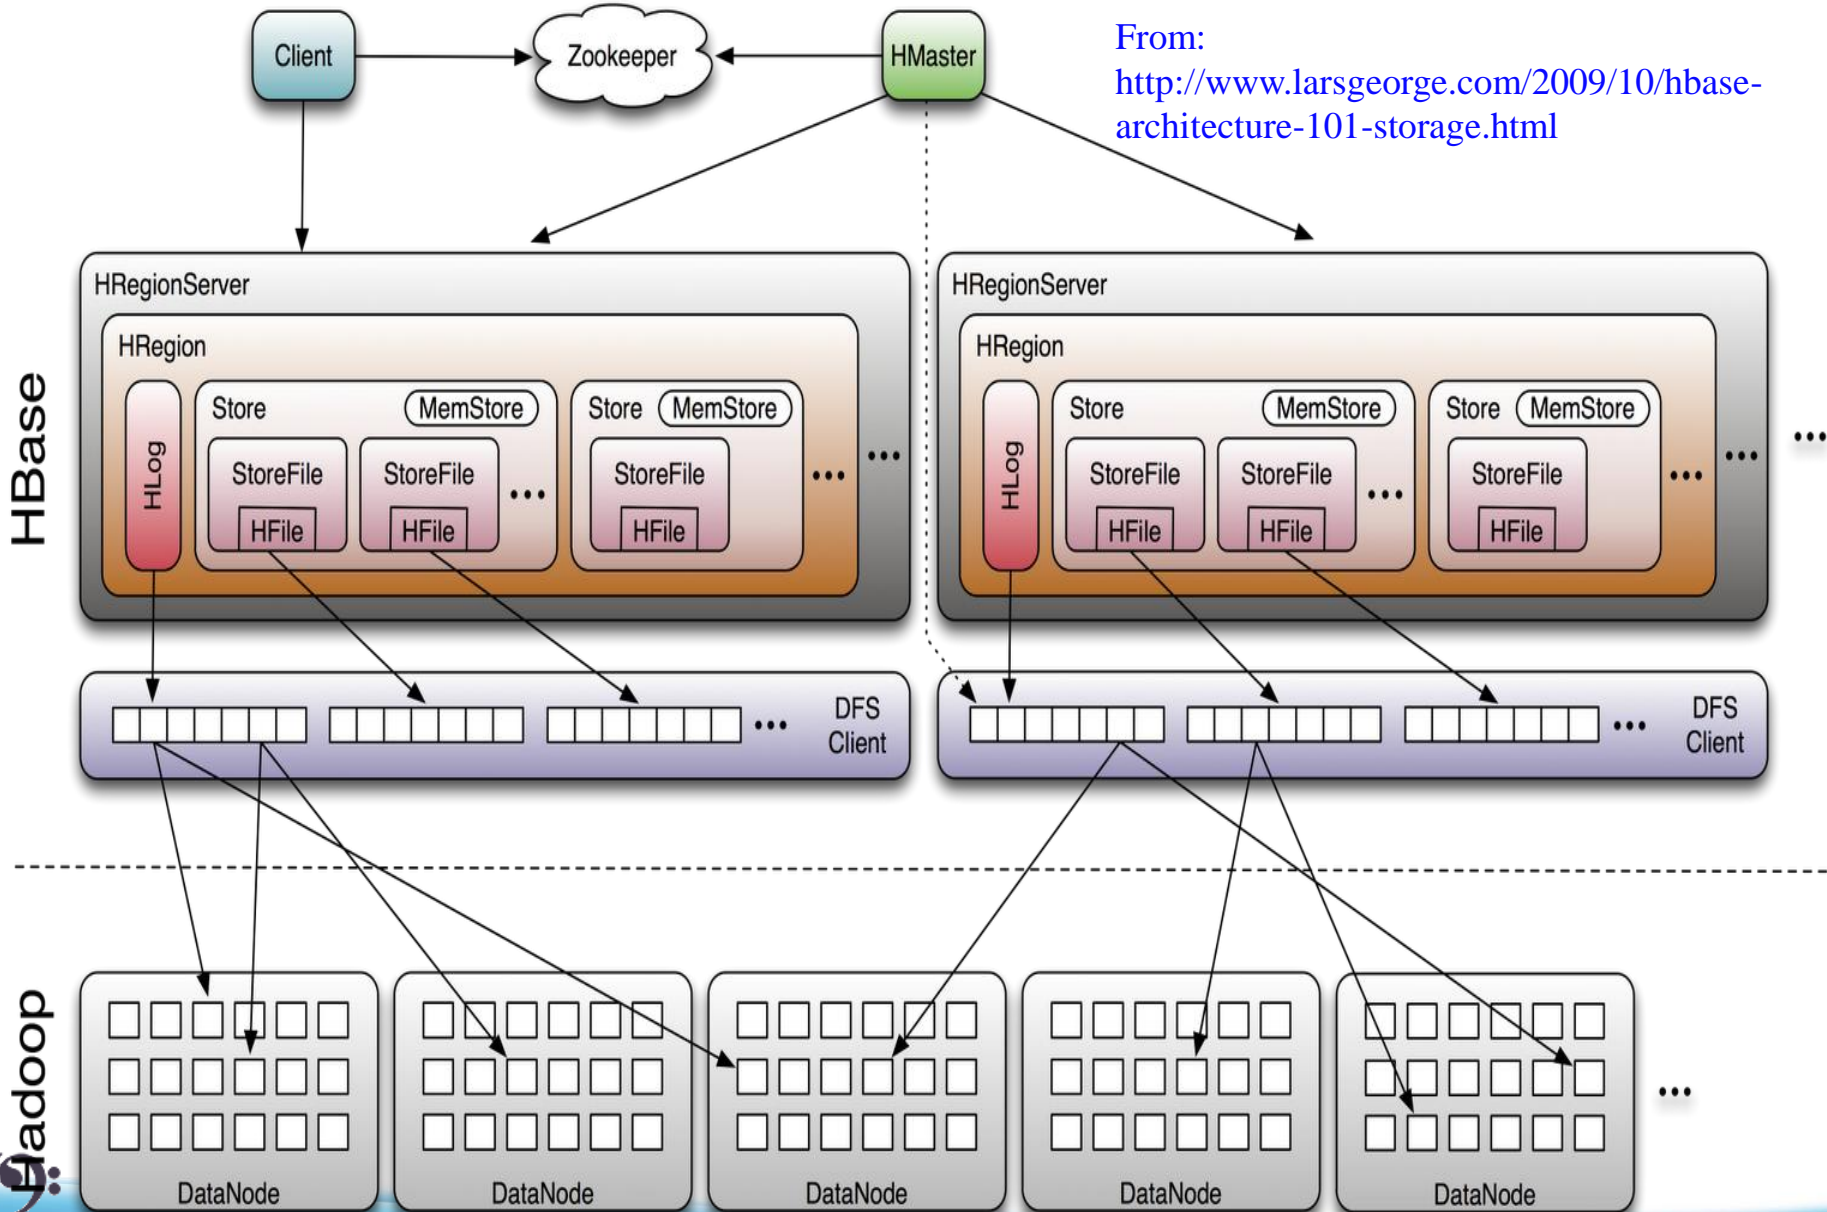 Client
Zookeeper
HMaster
From:
http://www.larsgeorge.com/2009/10/hbase-
architecture-101-storage.html
HBase
HRegionServer
HRegion
HLog
Store
MemStore
StoreFile
HFile
StoreFile
HFile
...
Store
MemStore
StoreFile
HFile
...
...
HRegionServer
HRegion
HLog
Store
MemStore
StoreFile
HFile
StoreFile
HFile
...
Store
MemStore
StoreFile
HFile
...
...
...
...
DFS
Client
...
DFS
Client
Hadoop
DataNode
DataNode
DataNode
DataNode
DataNode
...